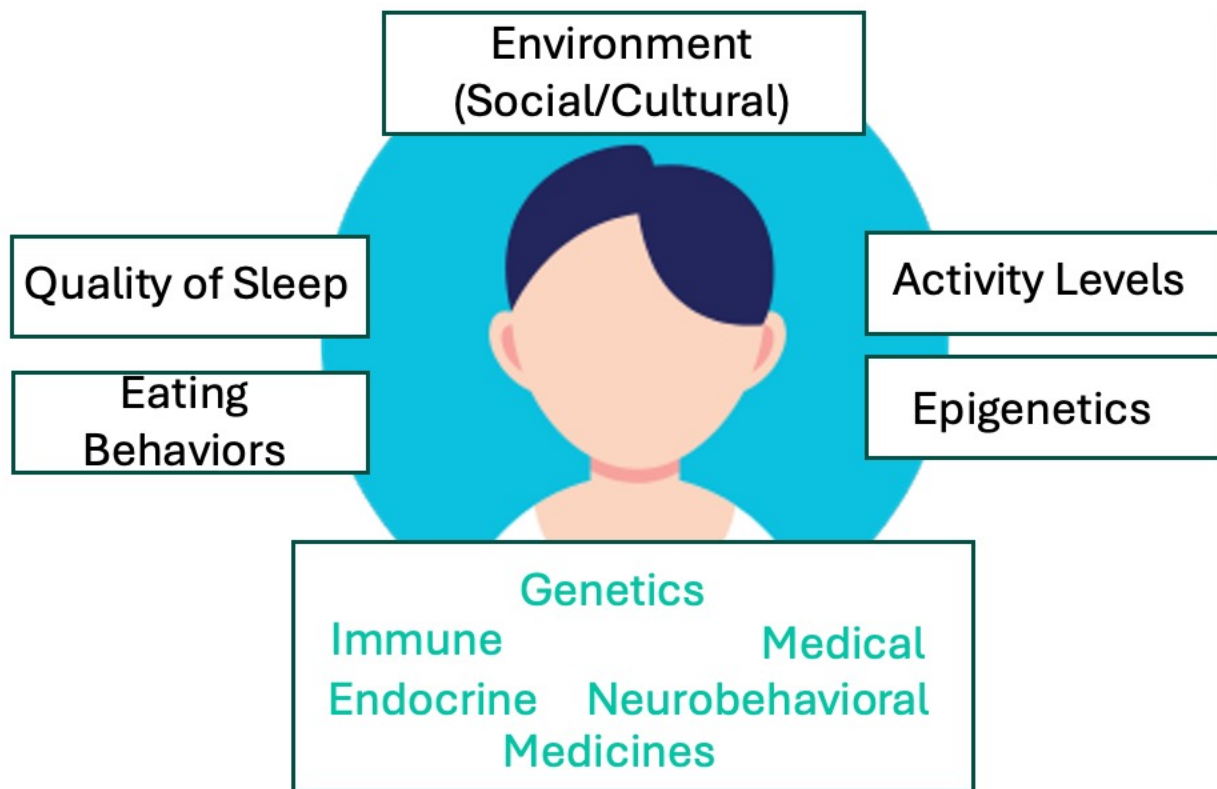 Environment
(Social/Cultural)
Quality of Sleep
Activity Levels
Eating
Behaviors
Epigenetics
Genetics
Immune
Medical
Endocrine
Neurobehavioral
Medicines